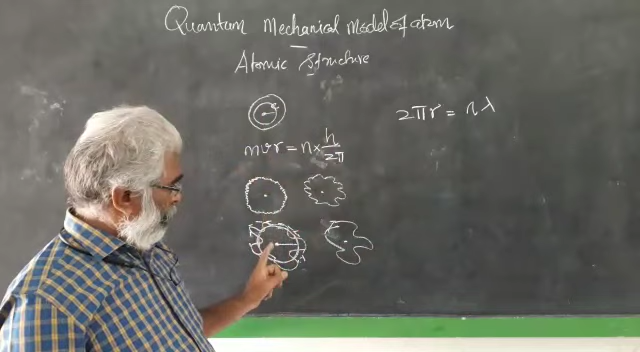 Quantum Mechanical Model of atom
Atomic Structure
2πr = nλ
mvr = n × h/2π